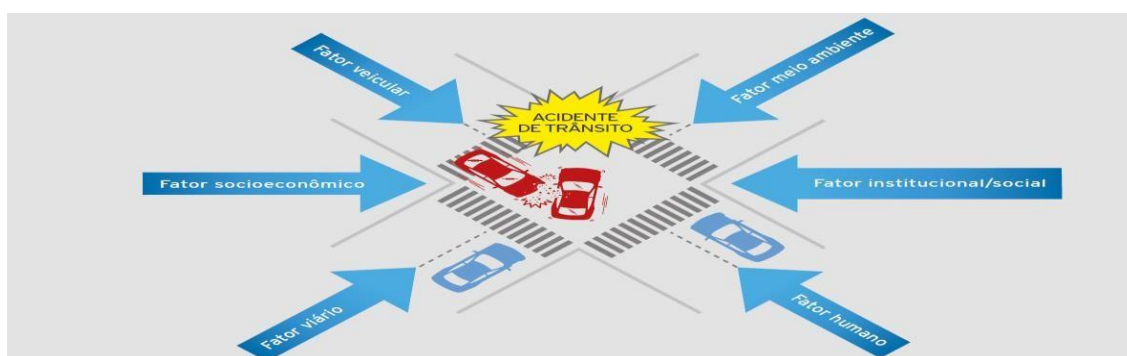 Fator veicular
Fator meio ambiente
ACIDENTE
DE TRÂNSITO
Fator socioeconômico
Fator institucional/social
Fator viário
Fator humano